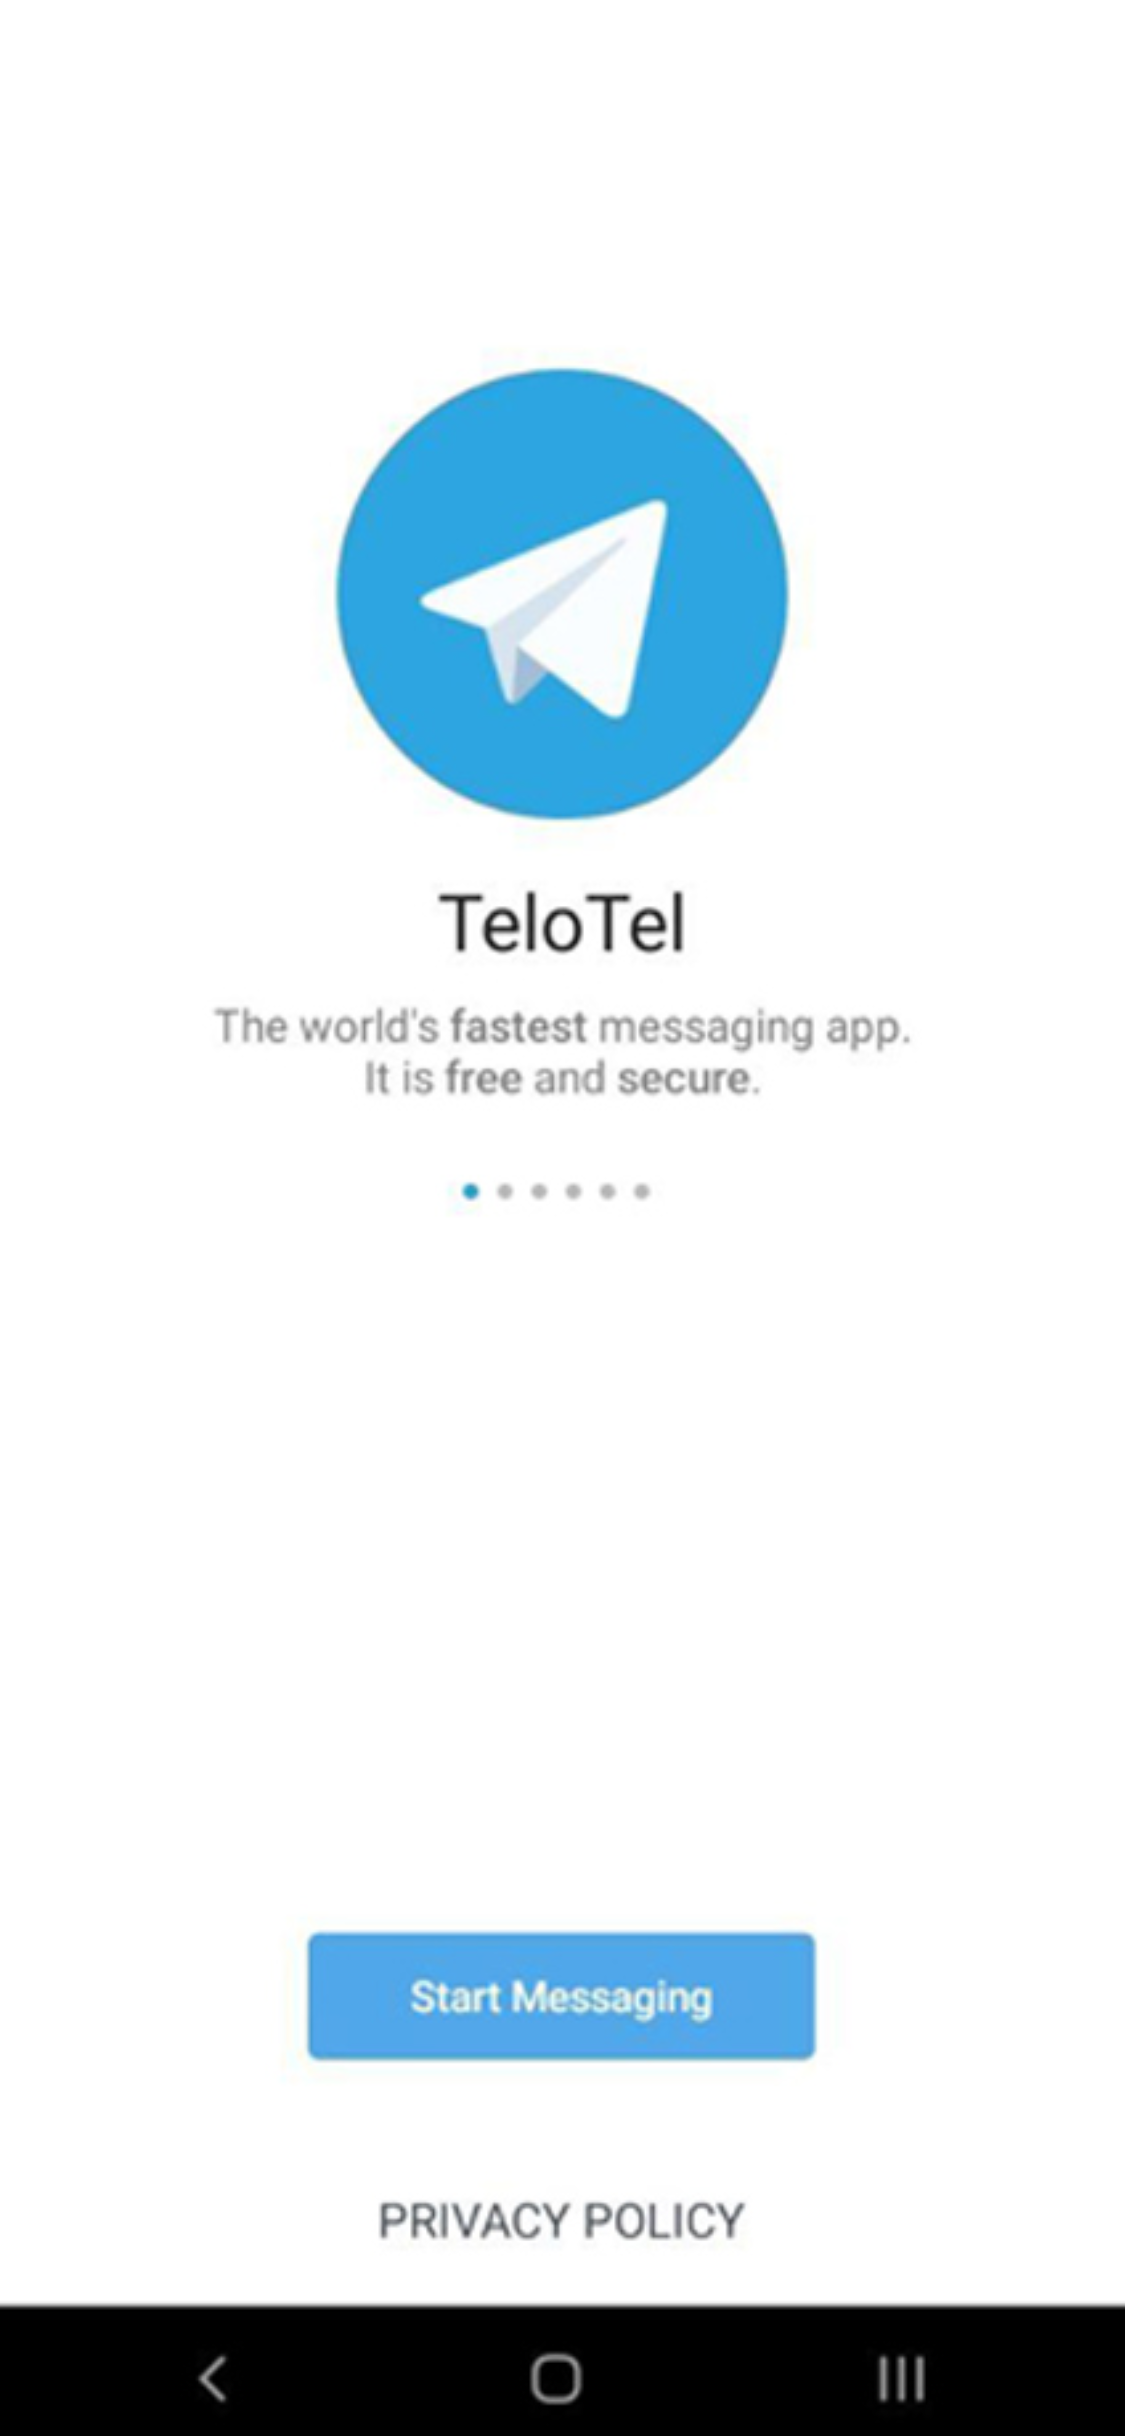 TeloTel
The world's fastest messaging app.
It is free and secure.
Start Messaging
PRIVACY POLICY